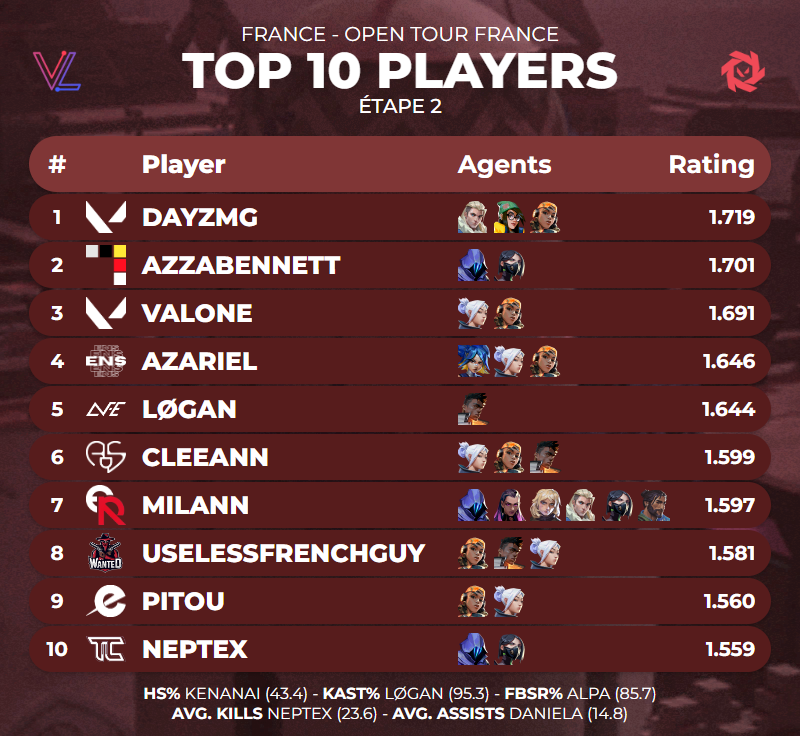 FRANCE - OPEN TOUR FRANCE
VL
TOP 10 PLAYERS
ÉTAPE 2
# Player Agents Rating
1 DAYZMG 1.719
2 AZZABENNETT 1.701
3 VALONE 1.691
4 ENS AZARIEL 1.646
5 LØGAN 1.644
6 CLEEANN 1.599
7 MILANN 1.597
8 WANTED USELESSFRENCHGUY 1.581
9 PITOU 1.560
10 NEPTEX 1.559
HS% KENANAI (43.4) - KAST% LØGAN (95.3) - FBSR% ALPA (85.7)
AVG. KILLS NEPTEX (23.6) - AVG. ASSISTS DANIELA (14.8)